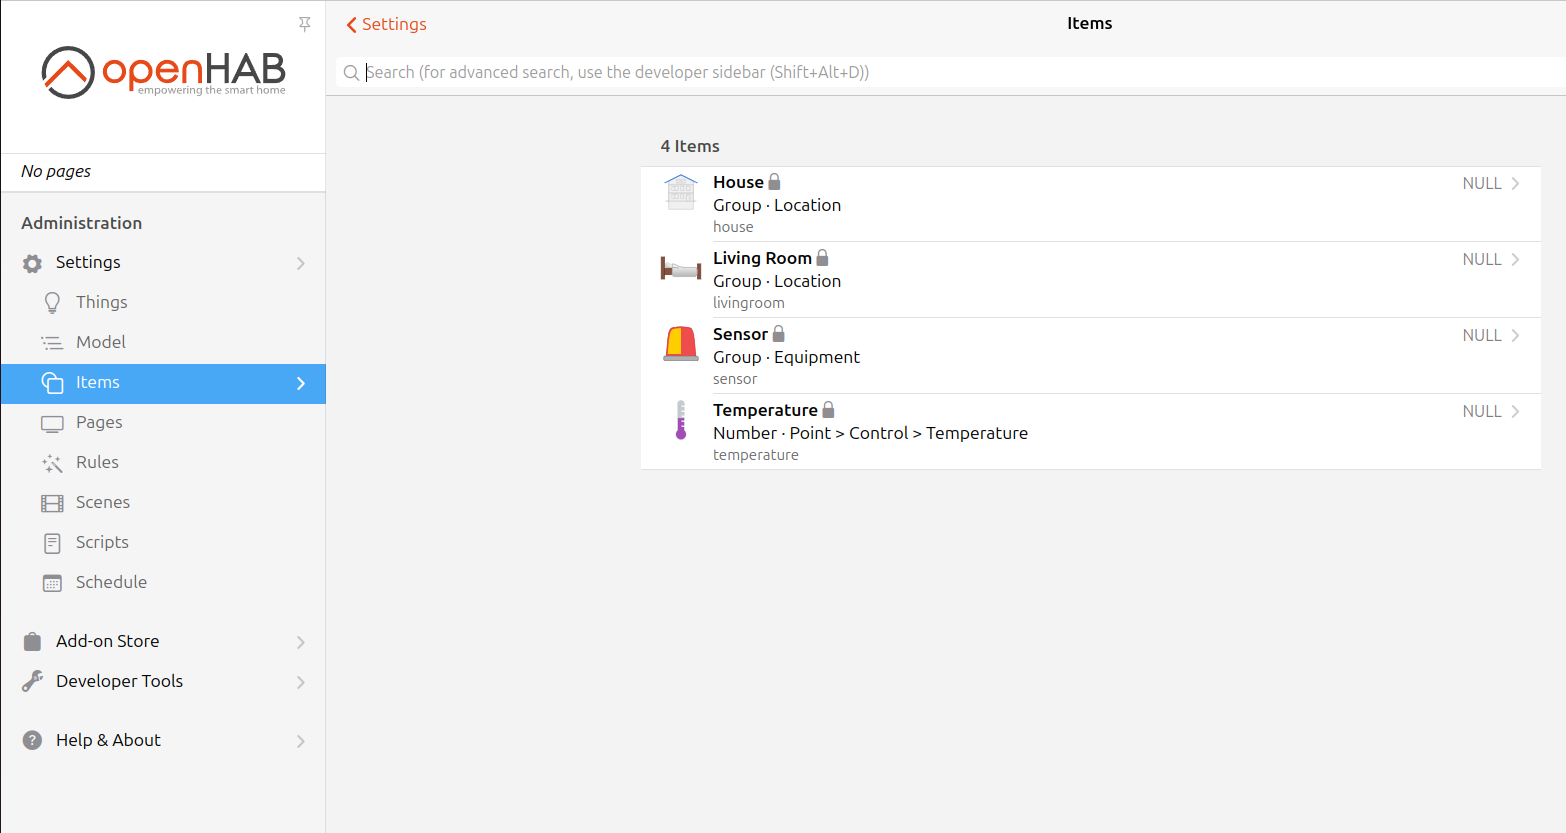 openHAB
empowering the smart home
No pages
Administration
Settings
Things
Model
Items
Pages
Rules
Scenes
Scripts
Schedule
Add-on Store
Developer Tools
? Help & About
Settings
Items
Search (for advanced search, use the developer sidebar (Shift+Alt+D))
4 Items
House NULL
Group · Location
house
Living Room NULL
Group · Location
livingroom
Sensor NULL
Group · Equipment
sensor
Temperature NULL
Number · Point > Control > Temperature
temperature